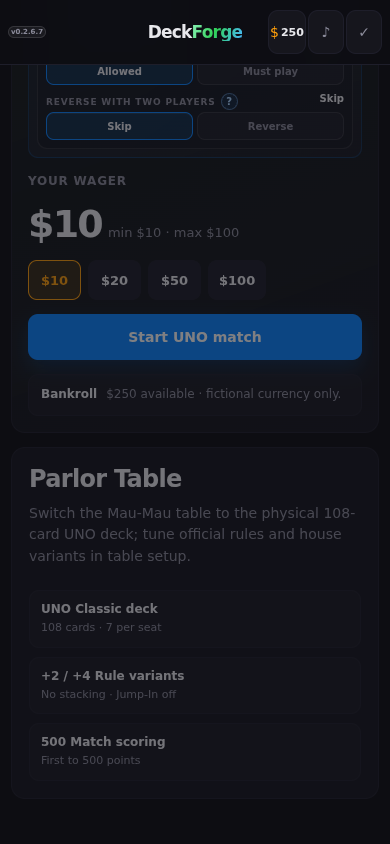 v0.2.6.7
DeckForge
$ 250
♪
✓
Allowed
Must play
REVERSE WITH TWO PLAYERS ?
Skip
Skip
Reverse
YOUR WAGER
$10 min $10 · max $100
$10
$20
$50
$100
Start UNO match
Bankroll $250 available · fictional currency only.
Parlor Table
Switch the Mau-Mau table to the physical 108-
card UNO deck; tune official rules and house
variants in table setup.
UNO Classic deck
108 cards · 7 per seat
+2 / +4 Rule variants
No stacking · Jump-In off
500 Match scoring
First to 500 points